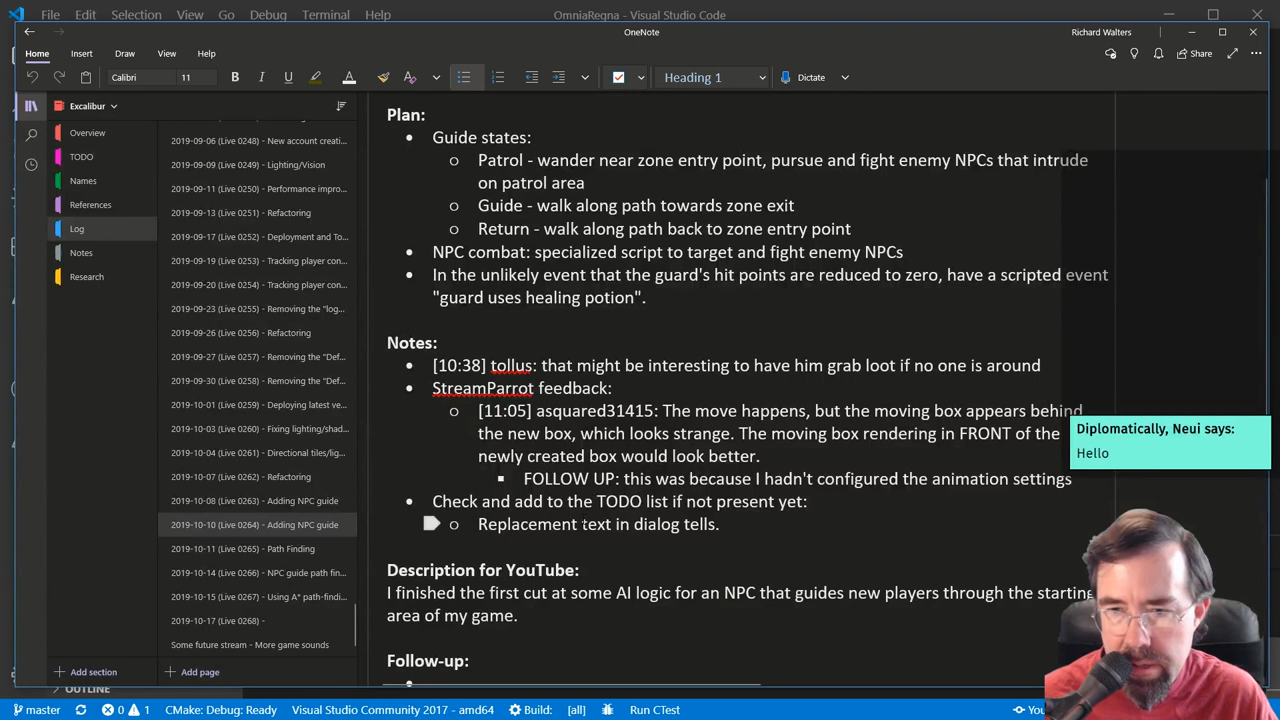 File Edit Selection View Go Debug Terminal Help
OmniaRegna - Visual Studio Code
OneNote
Richard Walters
Home Insert Draw View Help
Share
Calibri 11 B I U A Heading 1 Dictate
Excalibur
Overview
TODO
Names
References
Log
Notes
Research
2019-09-06 (Live 0248) - New account creati...
2019-09-09 (Live 0249) - Lighting/Vision
2019-09-11 (Live 0250) - Performance impro...
2019-09-13 (Live 0251) - Refactoring
2019-09-17 (Live 0252) - Deployment and To...
2019-09-19 (Live 0253) - Tracking player con...
2019-09-20 (Live 0254) - Tracking player con...
2019-09-23 (Live 0255) - Removing the "log...
2019-09-26 (Live 0256) - Refactoring
2019-09-27 (Live 0257) - Removing the "Def...
2019-09-30 (Live 0258) - Removing the "Def...
2019-10-01 (Live 0259) - Deploying latest ve...
2019-10-03 (Live 0260) - Fixing lighting/shad...
2019-10-04 (Live 0261) - Directional tiles/lig...
2019-10-07 (Live 0262) - Refactoring
2019-10-08 (Live 0263) - Adding NPC guide
2019-10-10 (Live 0264) - Adding NPC guide
2019-10-11 (Live 0265) - Path Finding
2019-10-14 (Live 0266) - NPC guide path fin...
2019-10-15 (Live 0267) - Using A* path-findi...
2019-10-17 (Live 0268) -
Some future stream - More game sounds
Add section
Add page
Plan:
• Guide states:
o Patrol - wander near zone entry point, pursue and fight enemy NPCs that intrude
on patrol area
o Guide - walk along path towards zone exit
o Return - walk along path back to zone entry point
• NPC combat: specialized script to target and fight enemy NPCs
• In the unlikely event that the guard's hit points are reduced to zero, have a scripted event
"guard uses healing potion".
Notes:
• [10:38] tollus: that might be interesting to have him grab loot if no one is around
• StreamParrot feedback:
o [11:05] asquared31415: The move happens, but the moving box appears behind
the new box, which looks strange. The moving box rendering in FRONT of the
newly created box would look better.
▪ FOLLOW UP: this was because I hadn't configured the animation settings
• Check and add to the TODO list if not present yet:
o Replacement text in dialog tells.
Description for YouTube:
I finished the first cut at some AI logic for an NPC that guides new players through the starting
area of my game.
Follow-up:
Diplomatically, Neui says:
Hello
OUTLINE
master 0 1 CMake: Debug: Ready Visual Studio Community 2017 - amd64 Build: [all] Run CTest